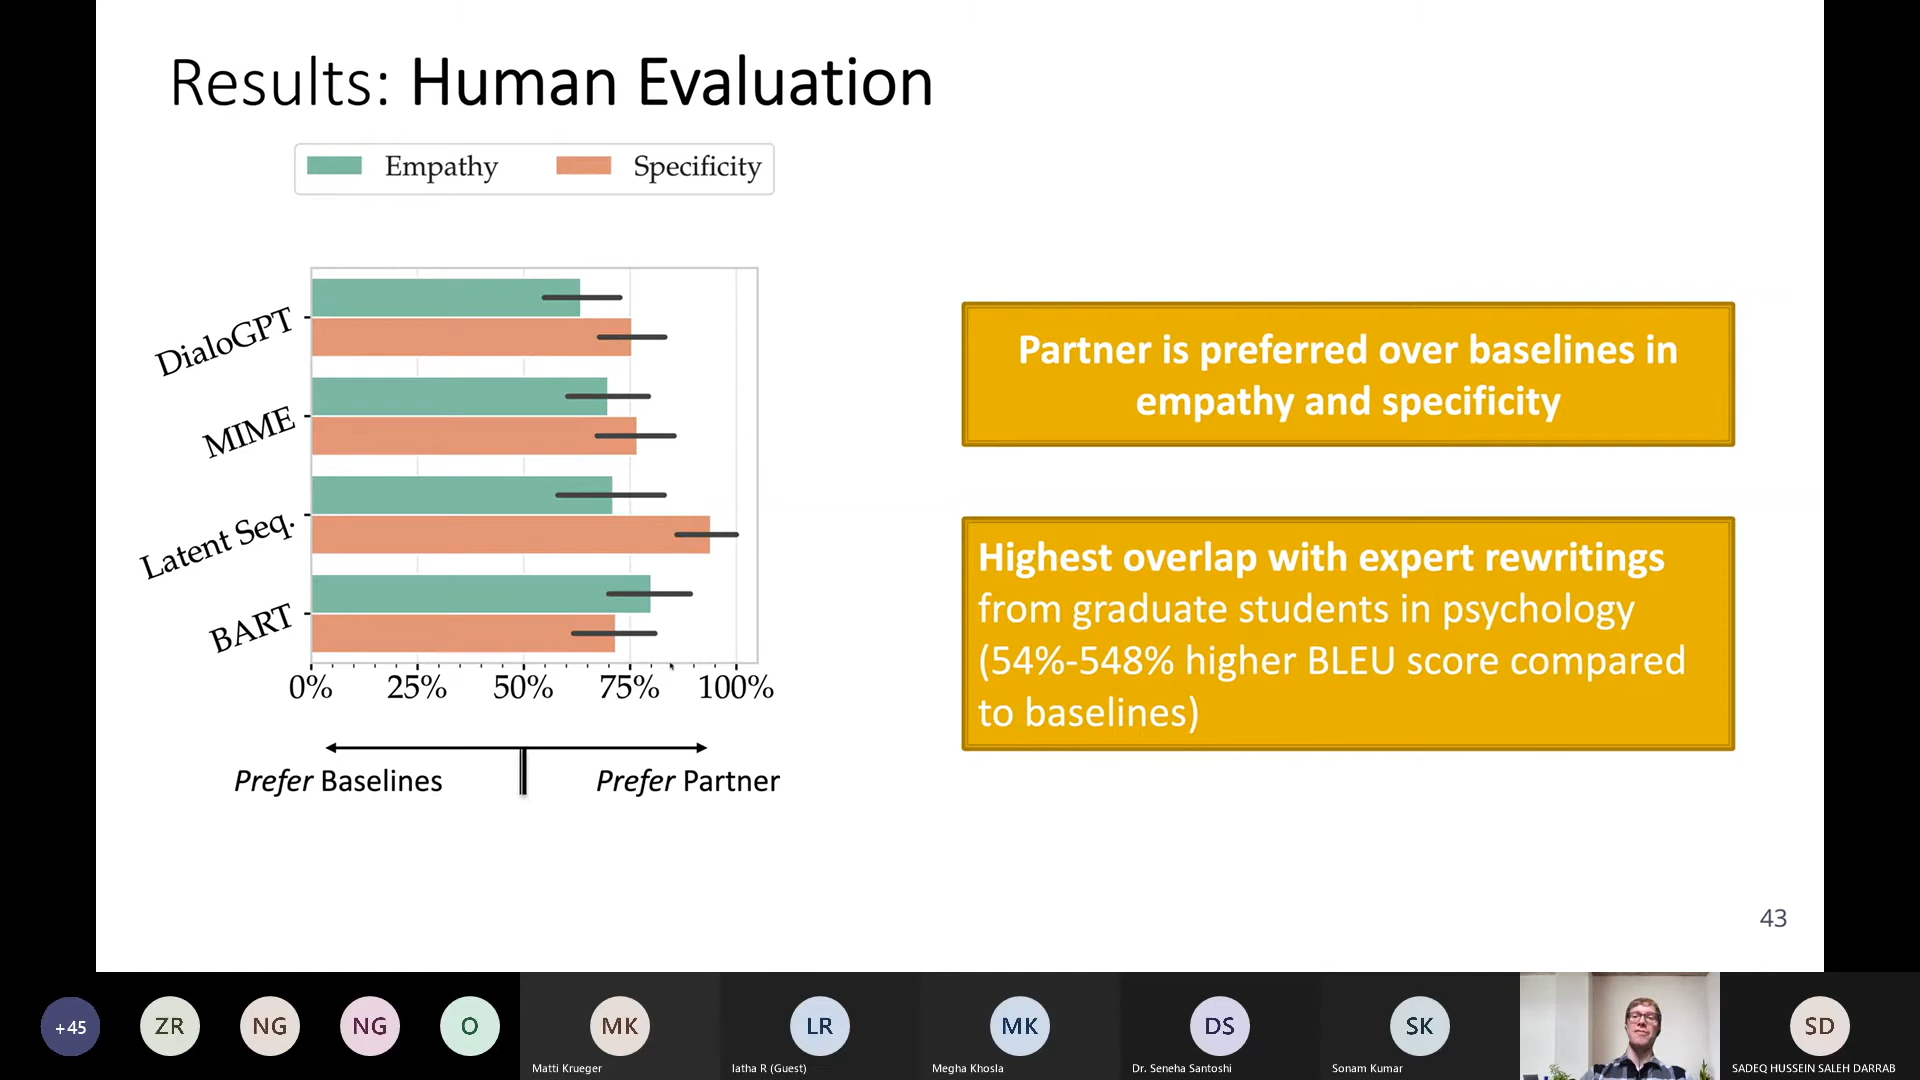 Results: Human Evaluation
Empathy Specificity
DialoGPT
MIME
Latent Seq.
BART
0% 25% 50% 75% 100%
Prefer Baselines Prefer Partner
Partner is preferred over baselines in
empathy and specificity
Highest overlap with expert rewritings
from graduate students in psychology
(54%-548% higher BLEU score compared
to baselines)
43
+45 ZR NG NG O MK LR MK DS SK SD
Matti Krueger latha R (Guest) Megha Khosla Dr. Seneha Santoshi Sonam Kumar SADEQ HUSSEIN SALEH DARRAB